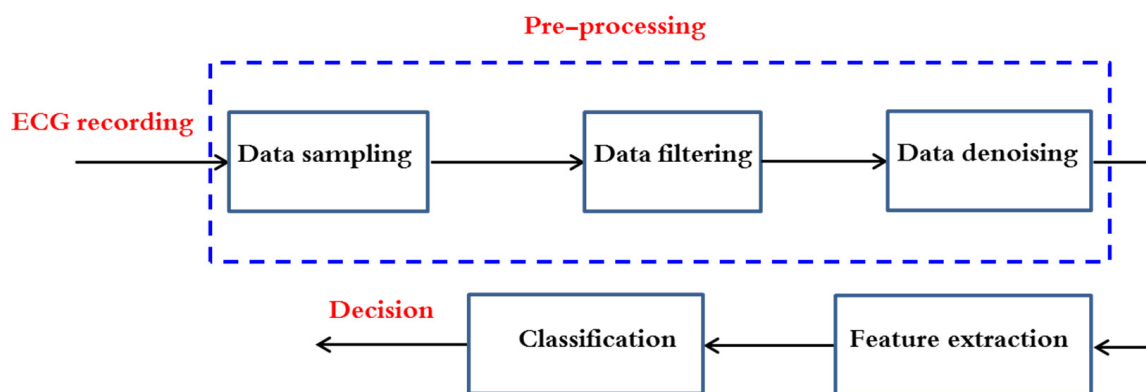 Pre-processing
ECG recording
Data sampling
Data filtering
Data denoising
Decision
Classification
Feature extraction